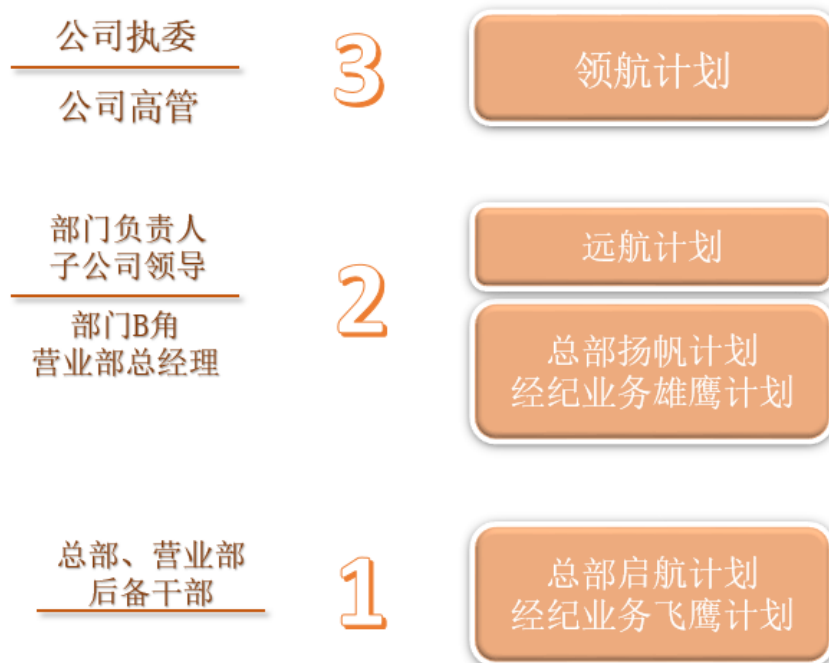 公司执委
公司高管
3
领航计划
部门负责人
子公司领导
部门B角
营业部总经理
2
远航计划
总部扬帆计划
经纪业务雄鹰计划
总部、营业部
后备干部
1
总部启航计划
经纪业务飞鹰计划